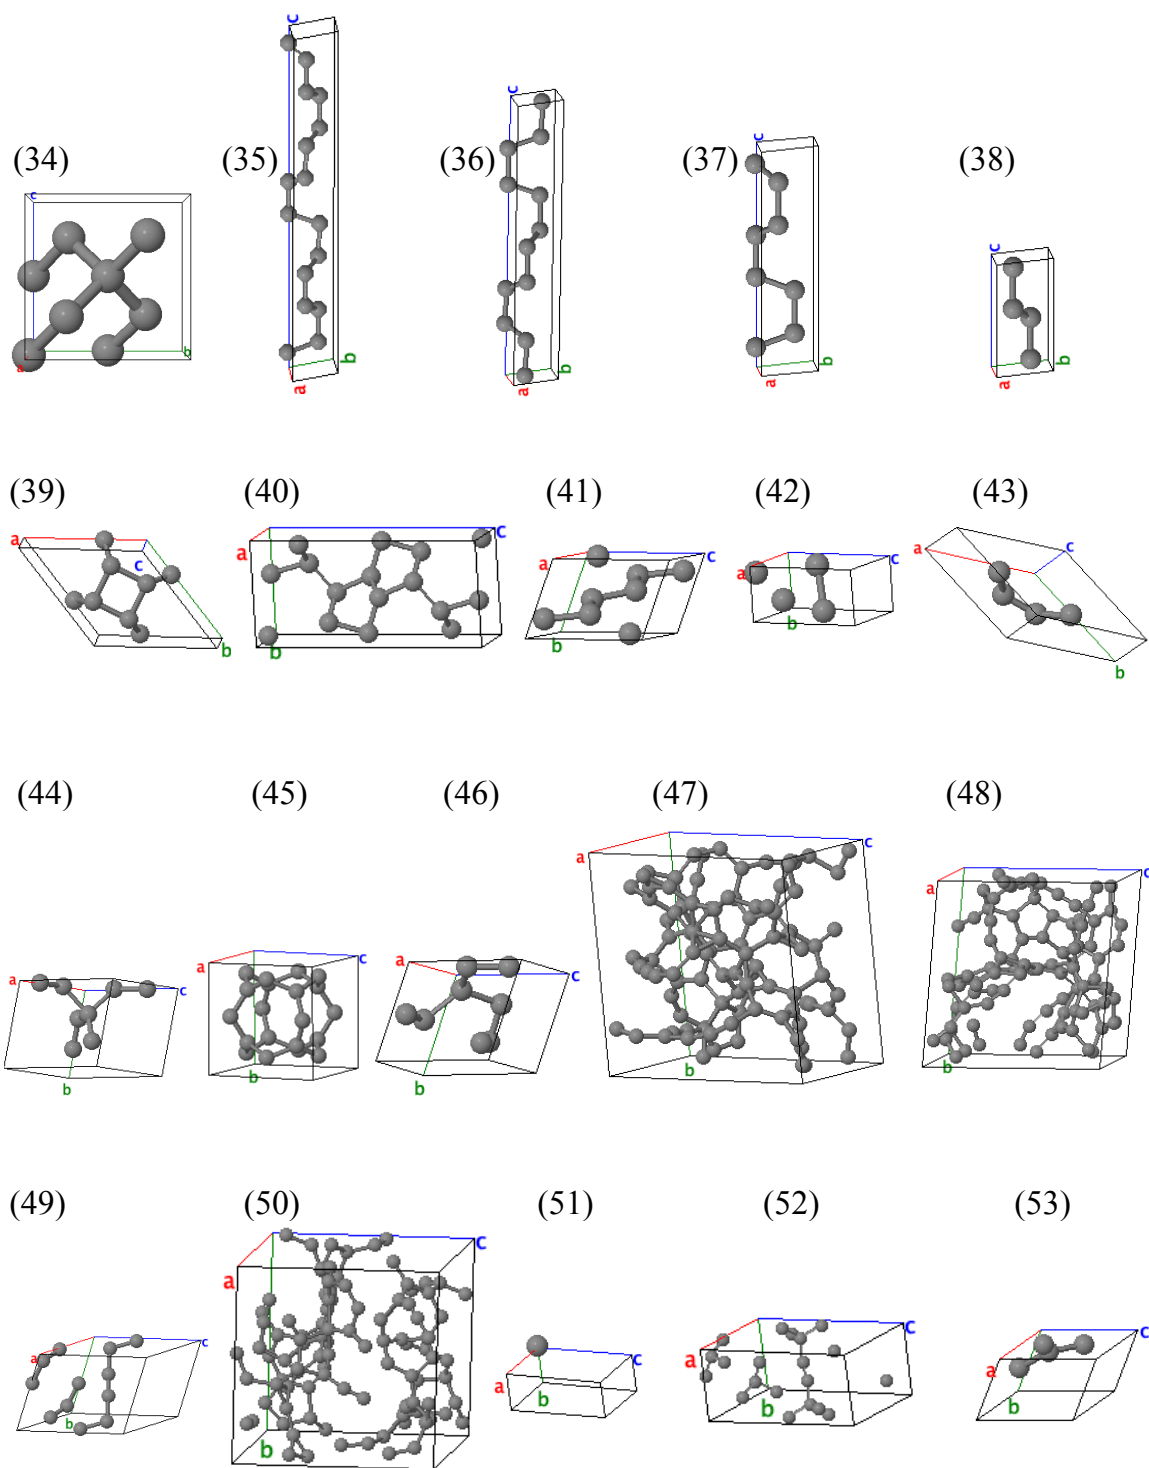 (34) (35) (36) (37) (38)
c c c c c
a b a b a b a b a b
(39) (40) (41) (42) (43)
a c b a c b a c b a c b a c b
(44) (45) (46) (47) (48)
a c b a c b a c b a c b a c b
(49) (50) (51) (52) (53)
a c b a c b a c b a c b a c b